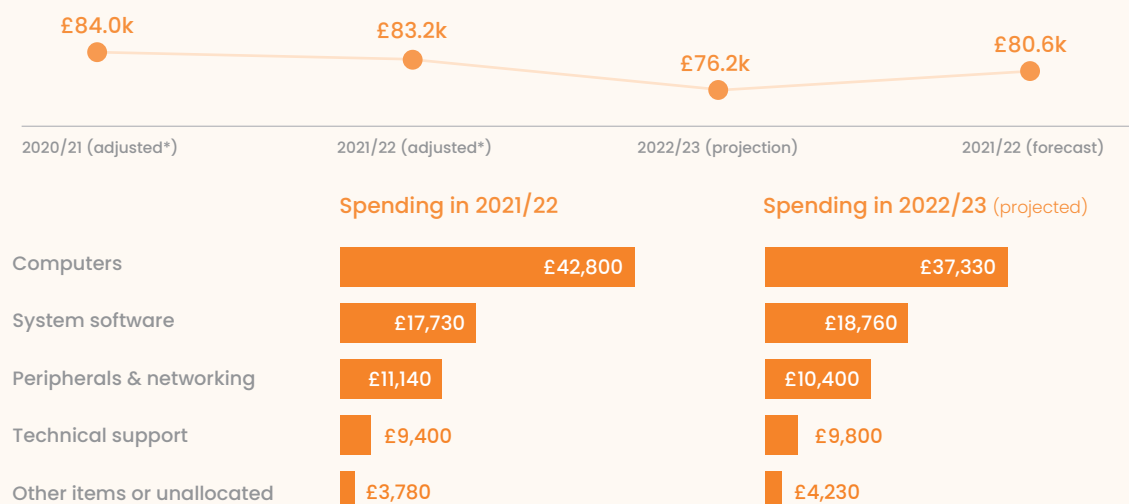 £84.0k
£83.2k
£76.2k
£80.6k
2020/21 (adjusted*)
2021/22 (adjusted*)
2022/23 (projection)
2021/22 (forecast)
Spending in 2021/22
Spending in 2022/23 (projected)
Computers
£42,800
£37,330
System software
£17,730
£18,760
Peripherals & networking
£11,140
£10,400
Technical support
£9,400
£9,800
Other items or unallocated
£3,780
£4,230